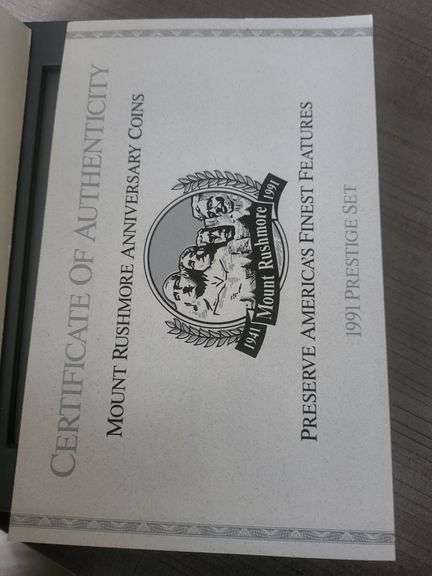 CERTIFICATE OF AUTHENTICITY
MOUNT RUSHMORE ANNIVERSARY COINS
1941 Mount Rushmore 1991
PRESERVE AMERICA'S FINEST FEATURES
1991 PRESTIGE SET